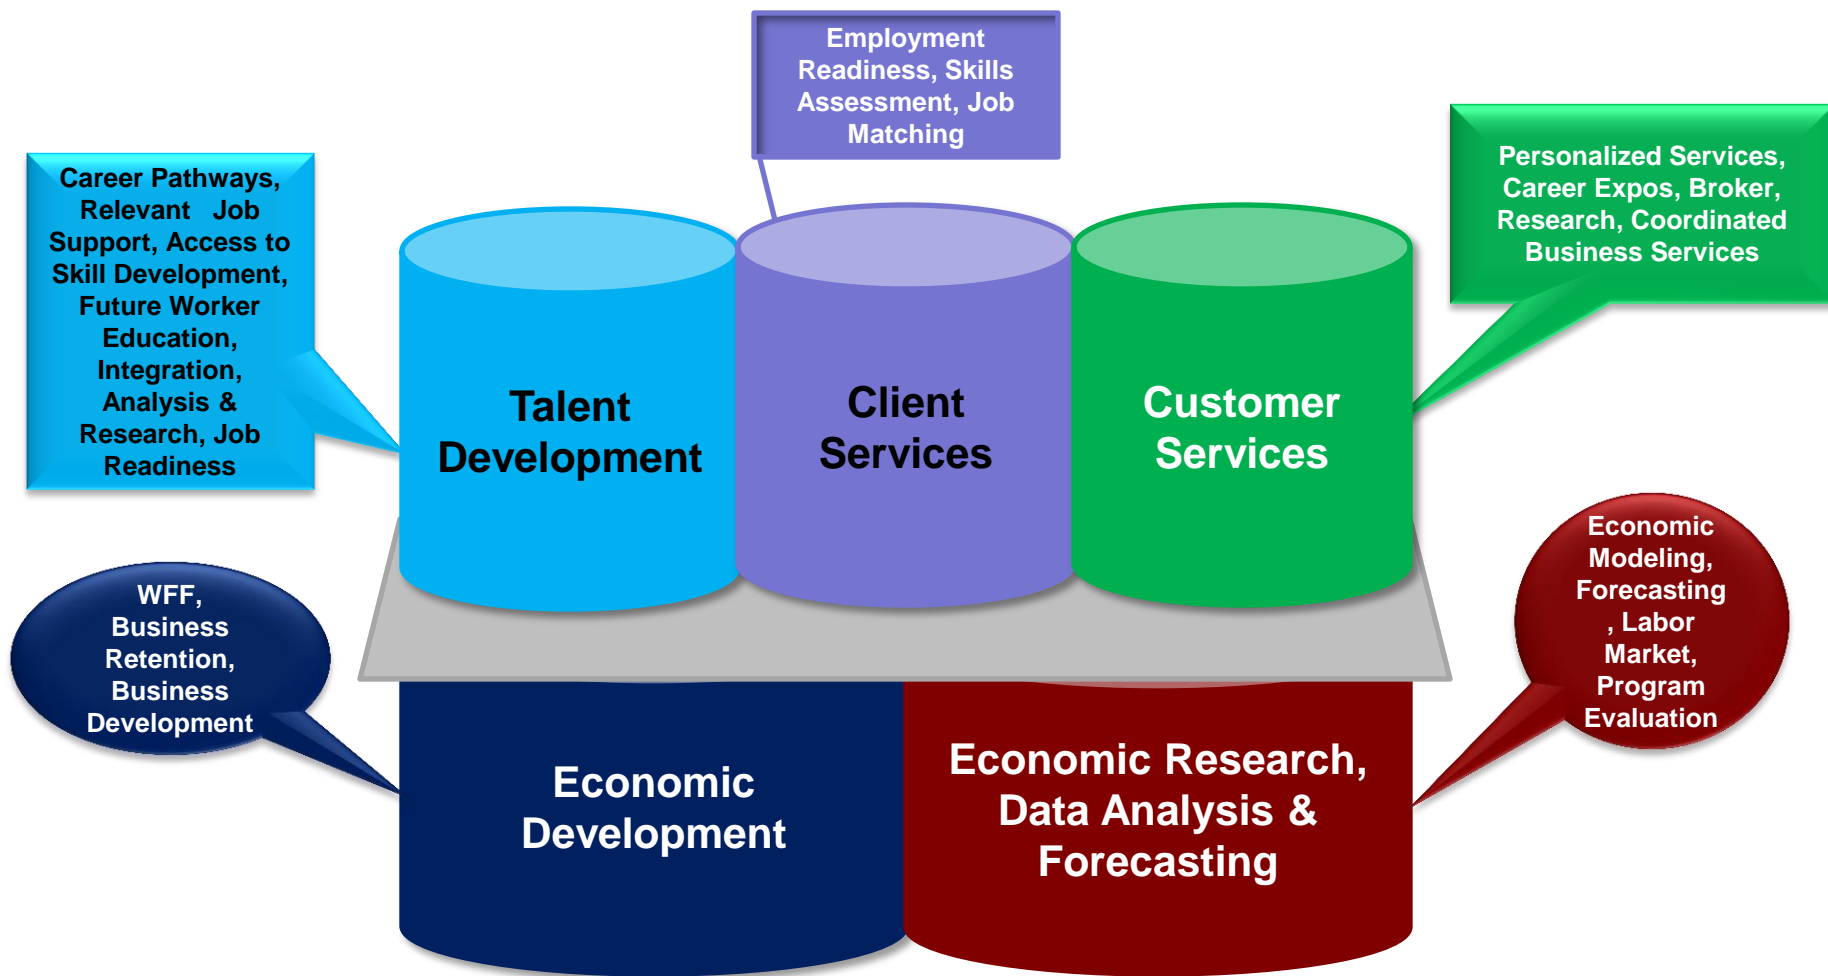 Employment
Readiness, Skills
Assessment, Job
Matching
Career Pathways,
Relevant Job
Support, Access to
Skill Development,
Future Worker
Education,
Integration,
Analysis &
Research, Job
Readiness
Personalized Services,
Career Expos, Broker,
Research, Coordinated
Business Services
Talent
Development
Client
Services
Customer
Services
WFF,
Business
Retention,
Business
Development
Economic
Modeling,
Forecasting
, Labor
Market,
Program
Evaluation
Economic
Development
Economic Research,
Data Analysis &
Forecasting